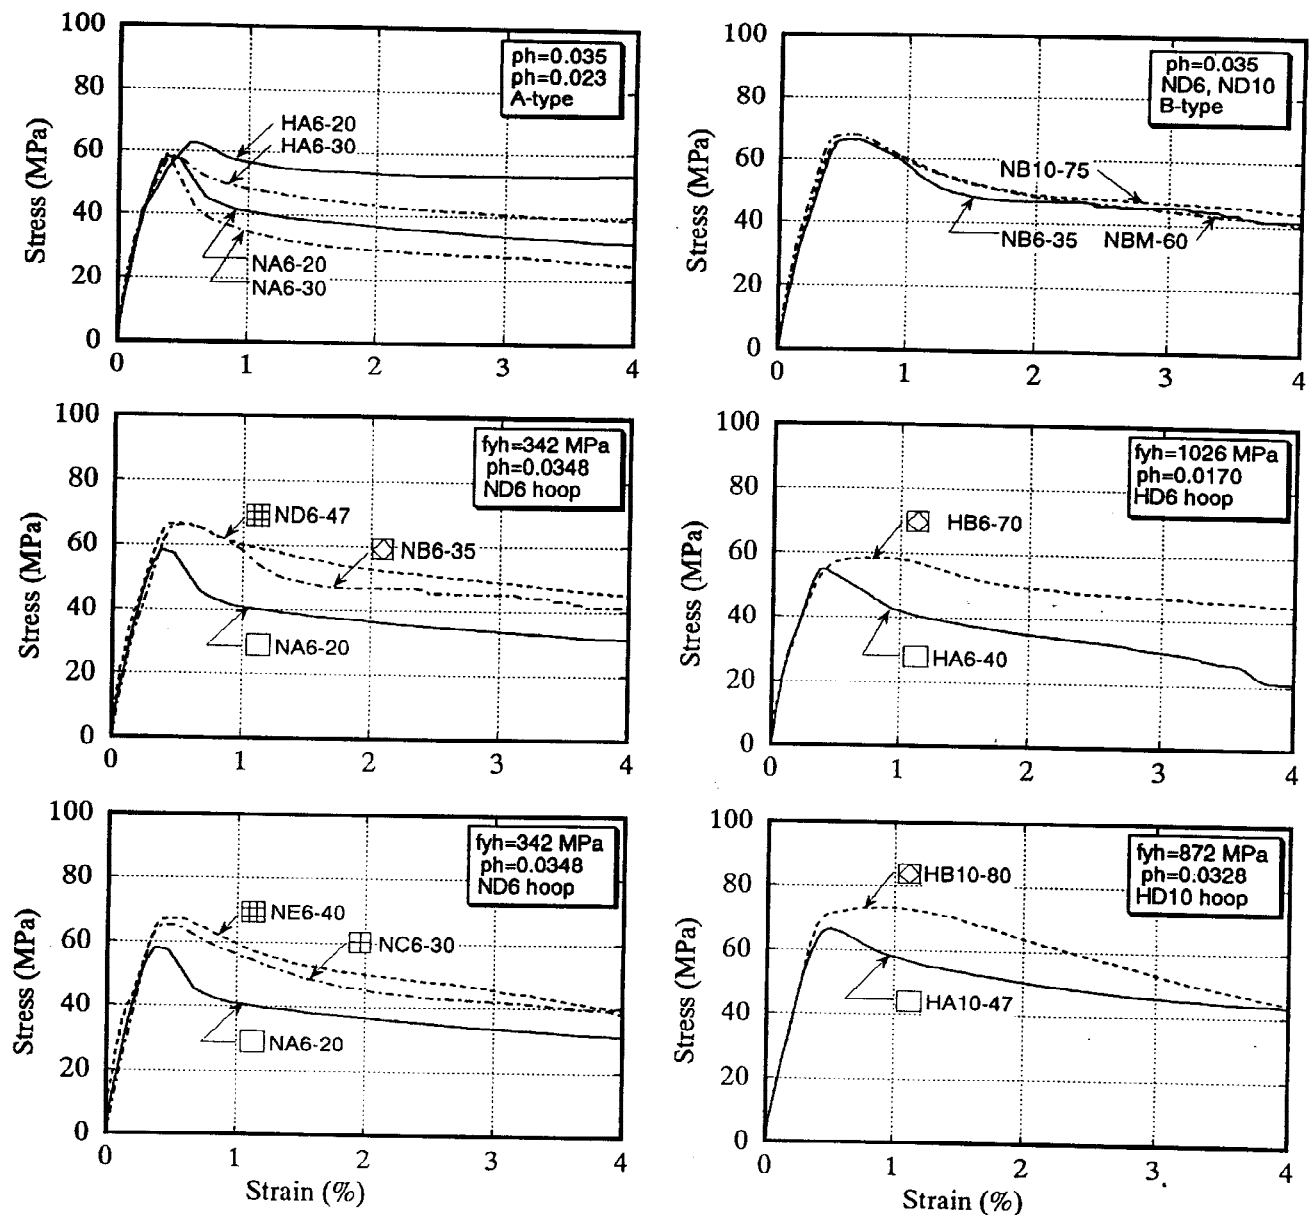 100
80
60
40
20
0
Stress (MPa)
ph=0.035
ph=0.023
A-type
HA6-20
HA6-30
NA6-20
NA6-30
0 1 2 3 4
100
80
60
40
20
0
Stress (MPa)
ph=0.035
ND6, ND10
B-type
NB10-75
NB6-35 NBM-60
0 1 2 3 4
100
80
60
40
20
0
Stress (MPa)
fyh=342 MPa
ph=0.0348
ND6 hoop
ND6-47
NB6-35
NA6-20
0 1 2 3 4
100
80
60
40
20
0
Stress (MPa)
fyh=1026 MPa
ph=0.0170
HD6 hoop
HB6-70
HA6-40
0 1 2 3 4
100
80
60
40
20
0
Stress (MPa)
fyh=342 MPa
ph=0.0348
ND6 hoop
NE6-40
NC6-30
NA6-20
0 1 2 3 4
Strain (%)
100
80
60
40
20
0
Stress (MPa)
fyh=872 MPa
ph=0.0328
HD10 hoop
HB10-80
HA10-47
0 1 2 3 4
Strain (%)